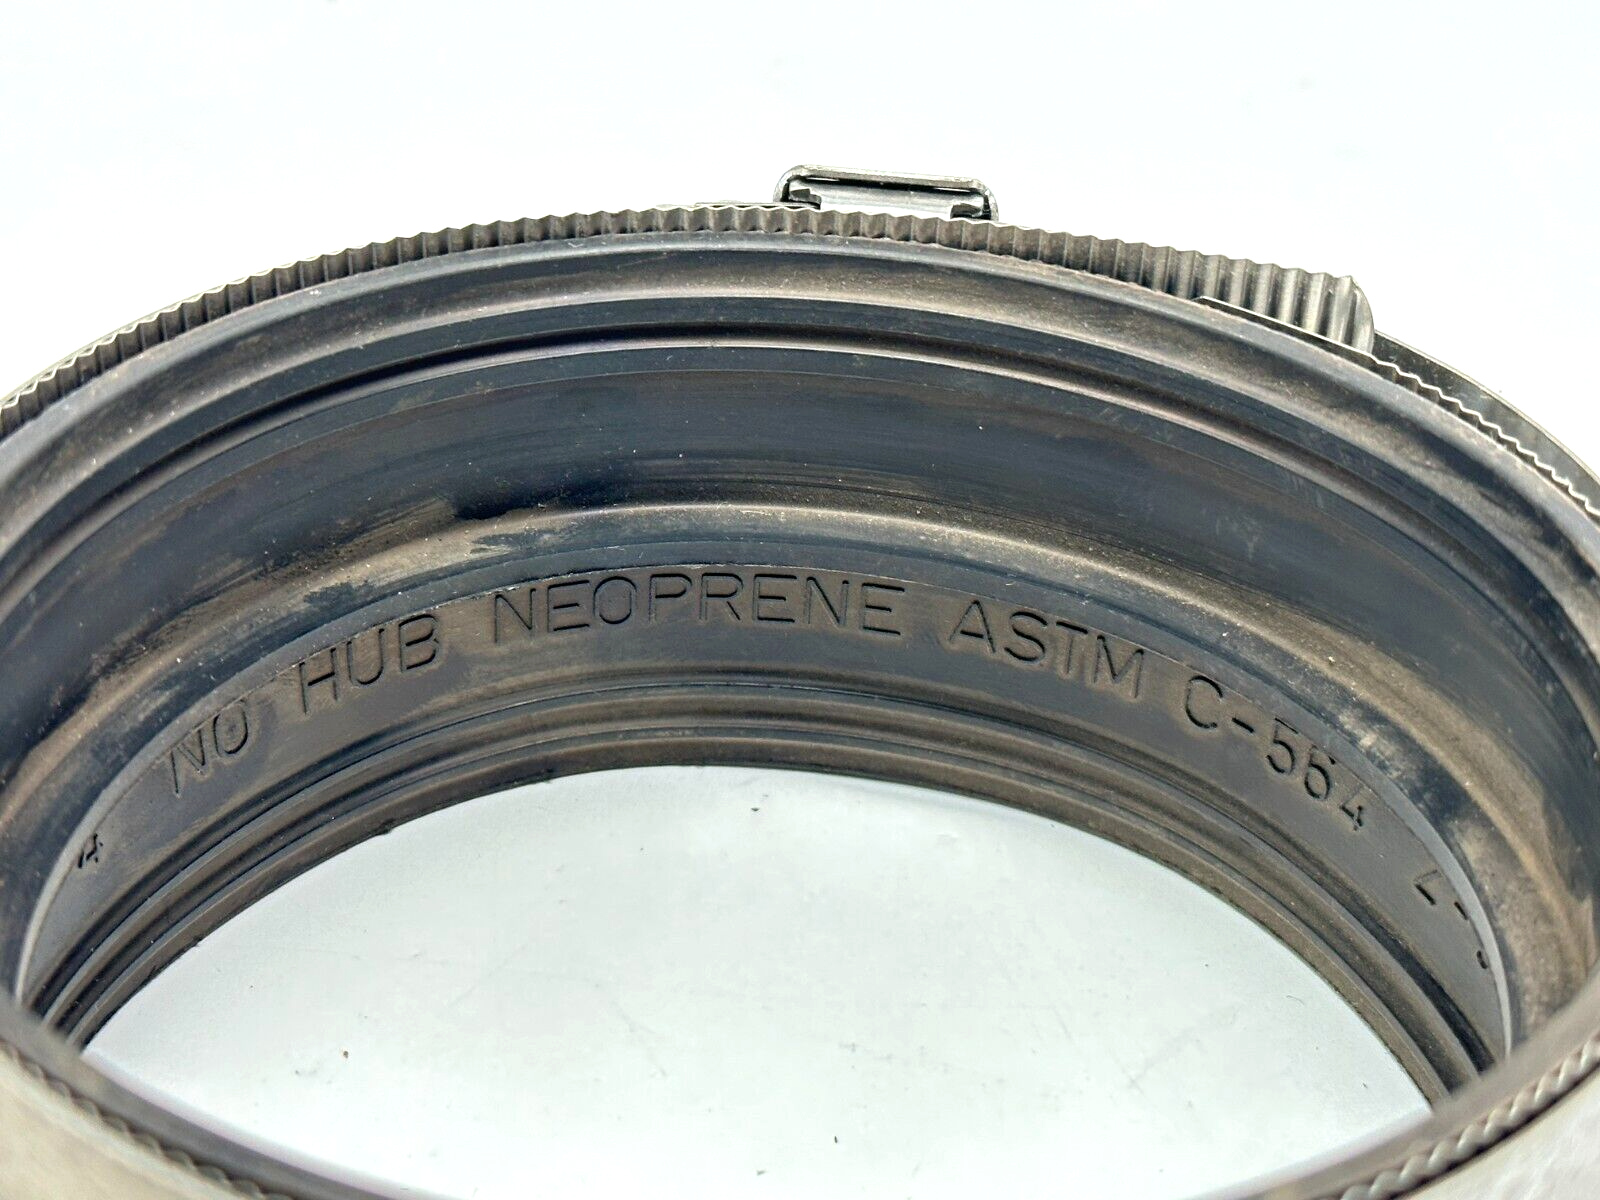 NO HUB NEOPRENE ASTM C-564